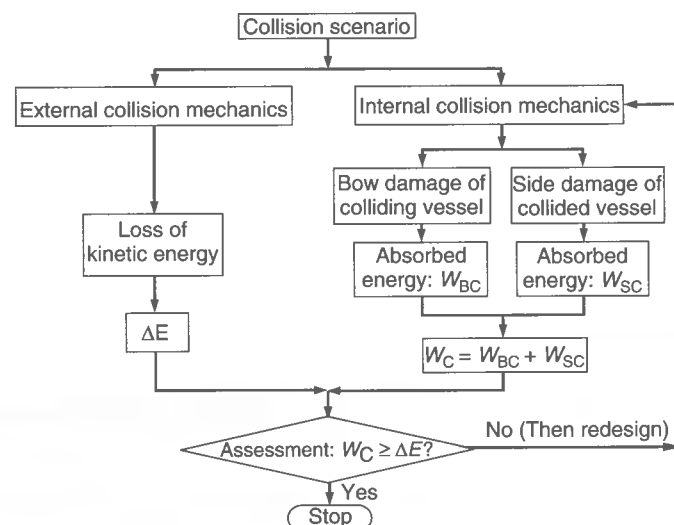 Collision scenario
External collision mechanics
Internal collision mechanics
Bow damage of
colliding vessel
Side damage of
collided vessel
Loss of
kinetic energy
Absorbed
energy: W_BC
Absorbed
energy: W_SC
ΔE
W_C = W_BC + W_SC
Assessment: W_C ≥ ΔE?
No (Then redesign)
Yes
Stop